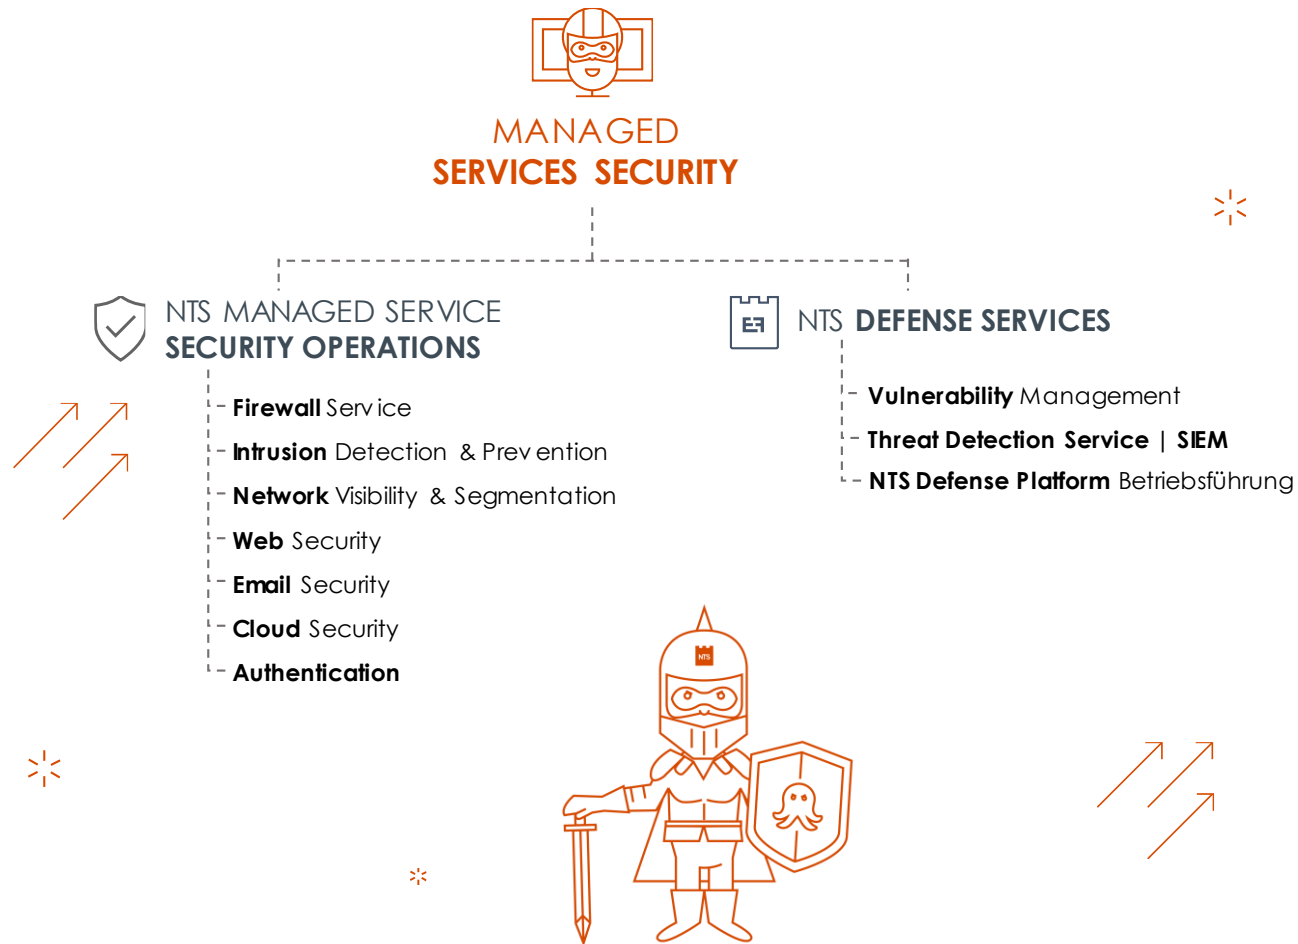 MANAGED
SERVICES SECURITY
NTS MANAGED SERVICE
SECURITY OPERATIONS
Firewall Service
Intrusion Detection & Prevention
Network Visibility & Segmentation
Web Security
Email Security
Cloud Security
Authentication
NTS DEFENSE SERVICES
Vulnerability Management
Threat Detection Service | SIEM
NTS Defense Platform Betriebsführung
NTS